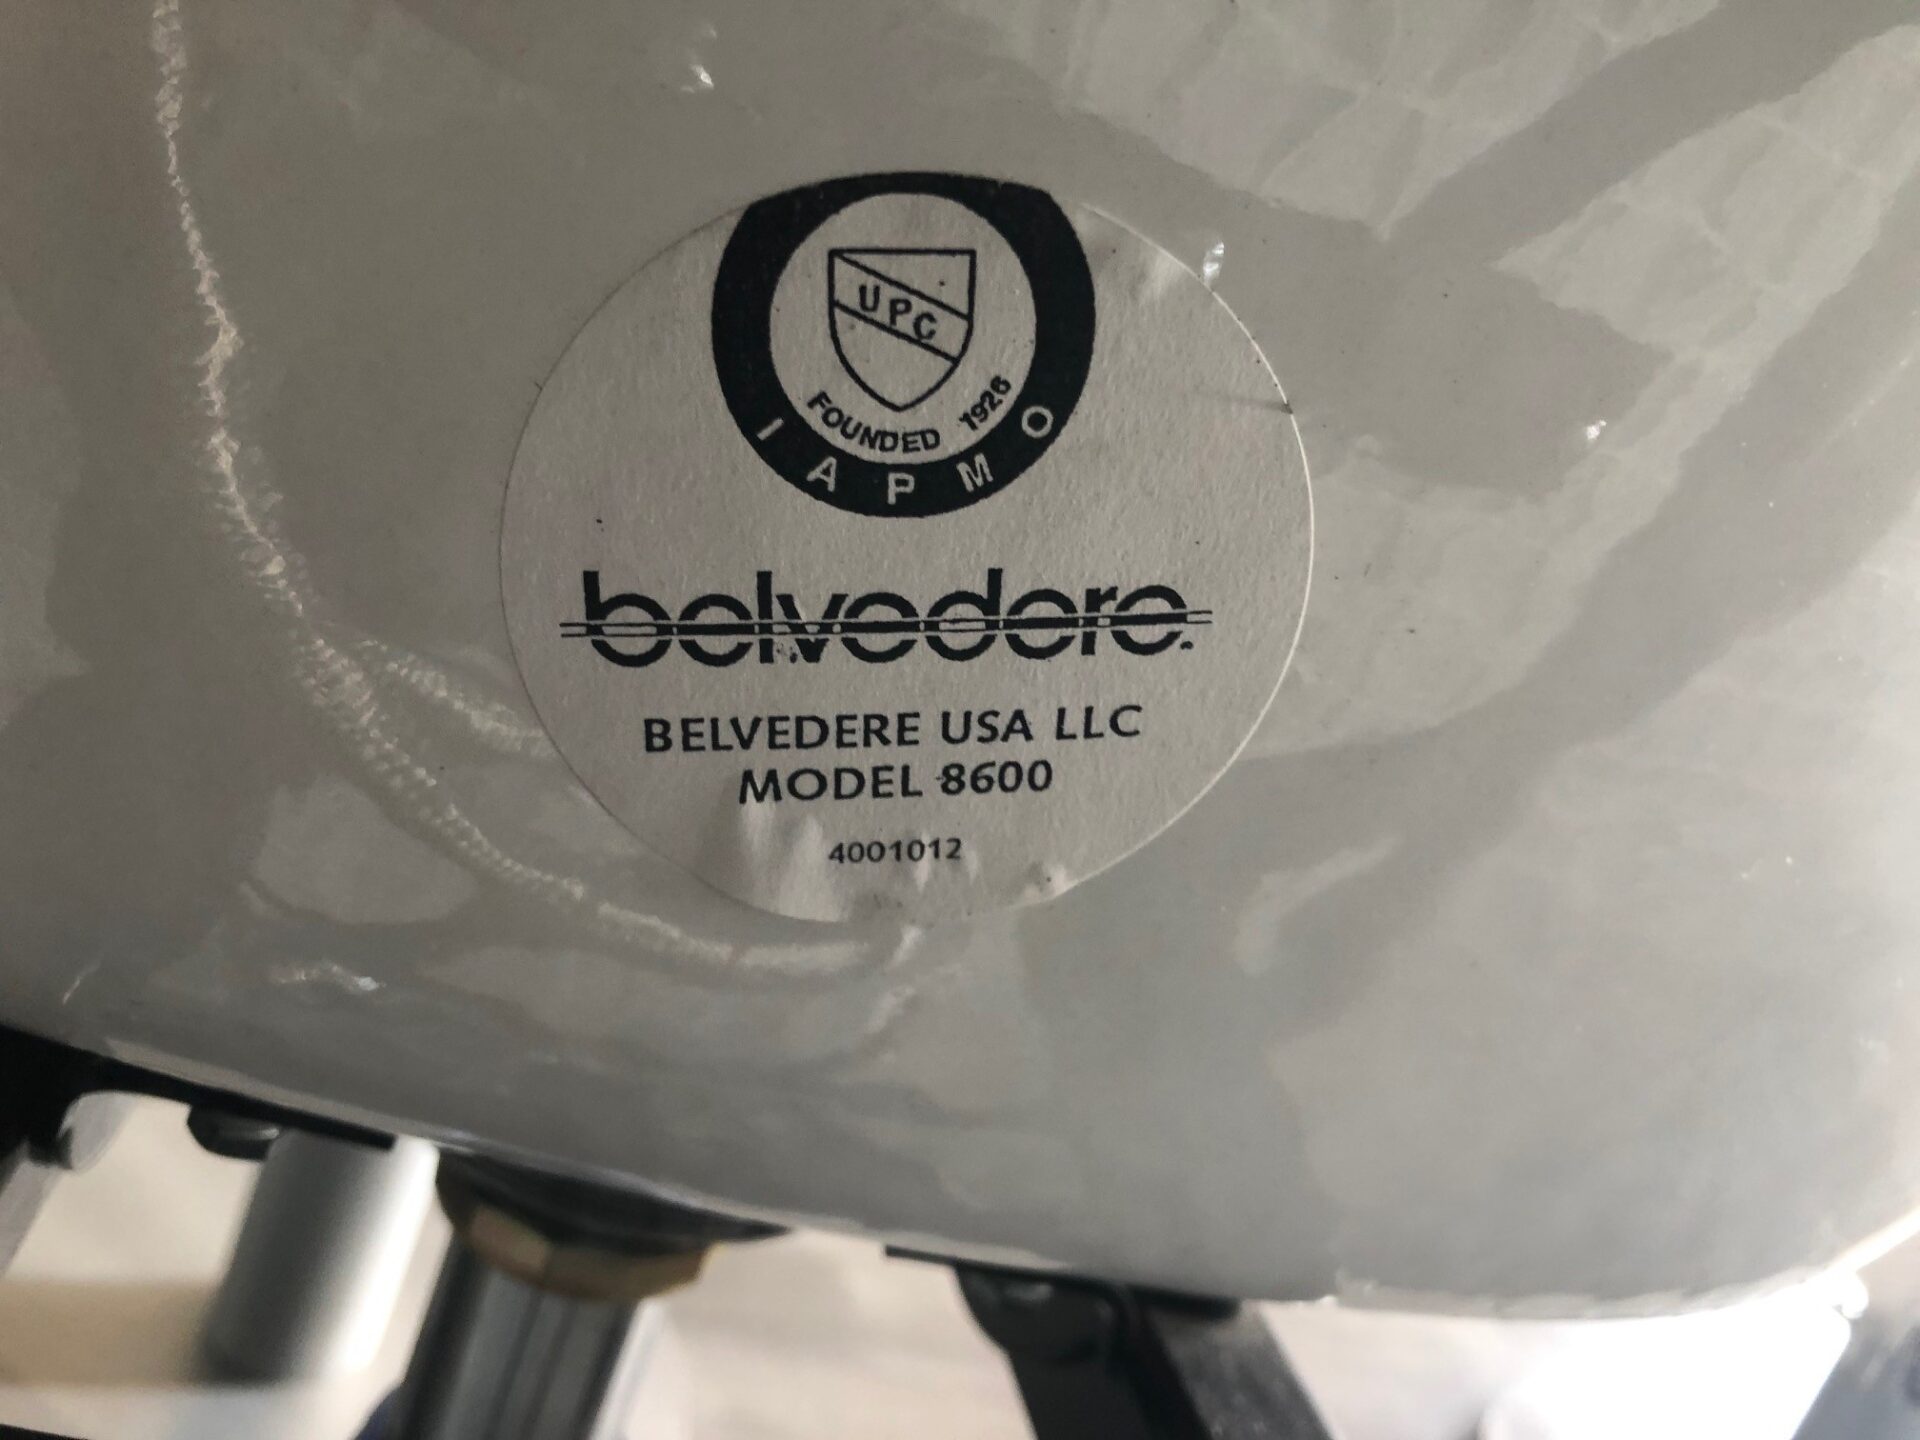 UPC
FOUNDED 1926
IAPMO
belvedere.
BELVEDERE USA LLC
MODEL 8600
4001012